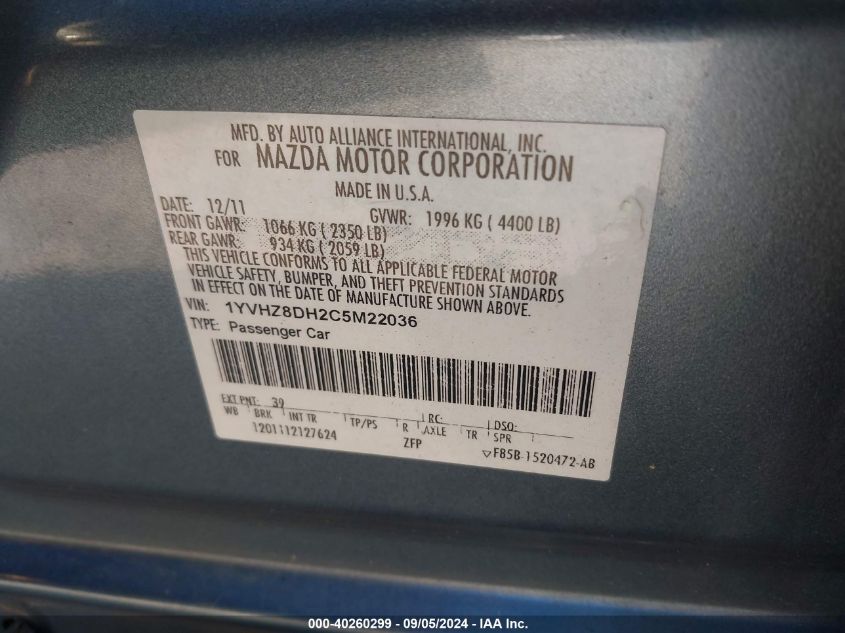 MFD. BY AUTO ALLIANCE INTERNATIONAL, INC.
FOR MAZDA MOTOR CORPORATION
MADE IN U.S.A.
DATE: 12/11 GVWR: 1996 KG ( 4400 LB)
FRONT GAWR: 1066 KG ( 2350 LB)
REAR GAWR: 934 KG ( 2059 LB)
THIS VEHICLE CONFORMS TO ALL APPLICABLE FEDERAL MOTOR
VEHICLE SAFETY, BUMPER, AND THEFT PREVENTION STANDARDS
IN EFFECT ON THE DATE OF MANUFACTURE SHOWN ABOVE.
VIN: 1YVHZ8DH2C5M22036
TYPE: Passenger Car
EXT PNT: 39 RC: DSO:
WB BRK INT TR TP/PS R AXLE TR SPR
1201112127624 ZFP
▽F85B-1520472-AB
000-40260299 - 09/05/2024 - IAA Inc.